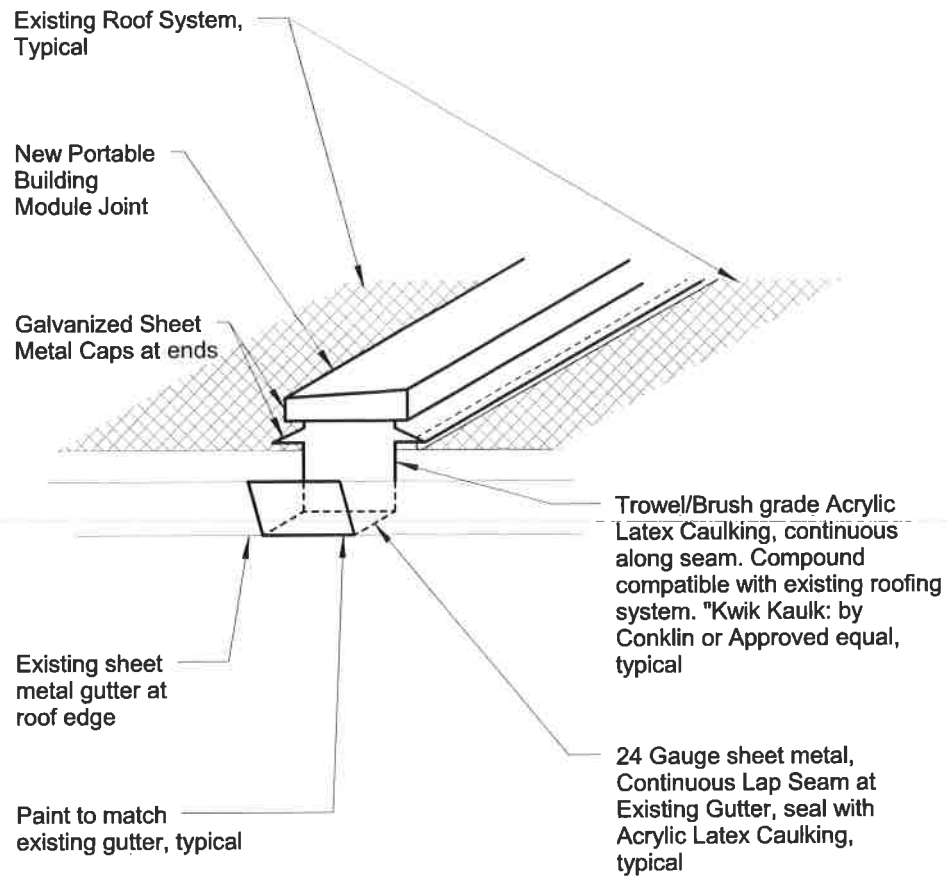 Existing Roof System,
Typical
New Portable
Building
Module Joint
Galvanized Sheet
Metal Caps at ends
Trowel/Brush grade Acrylic
Latex Caulking, continuous
along seam. Compound
compatible with existing roofing
system. "Kwik Kaulk: by
Conklin or Approved equal,
typical
Existing sheet
metal gutter at
roof edge
24 Gauge sheet metal,
Continuous Lap Seam at
Existing Gutter, seal with
Acrylic Latex Caulking,
typical
Paint to match
existing gutter, typical